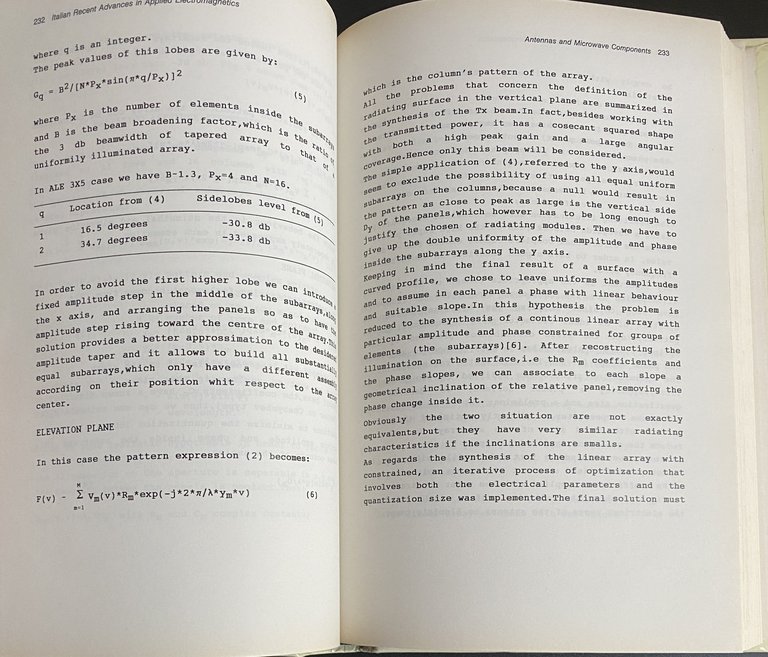 232 Italian Recent Advances in Applied Electromagnetics
where q is an integer.
The peak values of this lobes are given by:
Gq = B²/[N*Px*sin(π*q/Px)]² (5)
where Px is the number of elements inside the subarrays
and B is the beam broadening factor,which is the ratio of
the 3 db beamwidth of tapered array to that of
uniformly illuminated array.
In ALE 3X5 case we have B-1.3, Px=4 and N=16.
q Location from (4) Sidelobes level from (5)
1 16.5 degrees -30.8 db
2 34.7 degrees -33.8 db
In order to avoid the first higher lobe we can introduce
fixed amplitude step in the middle of the subarrays,along
the x axis, and arranging the panels so as to have the
amplitude step rising toward the centre of the array.This
solution provides a better approssimation to the desidered
amplitude taper and it allows to build all substantially
equal subarrays,which only have a different assembly
according on their position whit respect to the array
center.
ELEVATION PLANE
In this case the pattern expression (2) becomes:
F(v) - Σ vm(v)*Rm*exp(-j*2*π/λ*ym*v) (6)
M
m=1
Antennas and Microwave Components 233
which is the column's pattern of the array.
All the problems that concern the definition of the
radiating surface in the vertical plane are summarized in
the synthesis of the Tx beam.In fact,besides working with
the transmitted power, it has a cosecant squared shape
with both a high peak gain and a large angular
coverage.Hence only this beam will be considered.
The simple application of (4),referred to the y axis,would
seem to exclude the possibility of using all equal uniform
subarrays on the columns,because a null would result in
the pattern as close to peak as large is the vertical side
Dy of the panels,which however has to be long enough to
justify the chosen of radiating modules. Then we have to
give up the double uniformity of the amplitude and phase
inside the subarrays along the y axis.
Keeping in mind the final result of a surface with a
curved profile, we chose to leave uniforms the amplitudes
and to assume in each panel a phase with linear behaviour
and suitable slope.In this hypothesis the problem is
reduced to the synthesis of a continous linear array with
particular amplitude and phase constrained for groups of
elements (the subarrays)[6]. After recostructing the
illumination on the surface,i.e the Rm coefficients and
the phase slopes, we can associate to each slope a
geometrical inclination of the relative panel,removing the
phase change inside it.
Obviously the two situation are not exactly
equivalents,but they have very similar radiating
characteristics if the inclinations are smalls.
As regards the synthesis of the linear array with
constrained, an iterative process of optimization that
involves both the electrical parameters and the
quantization size was implemented.The final solution must